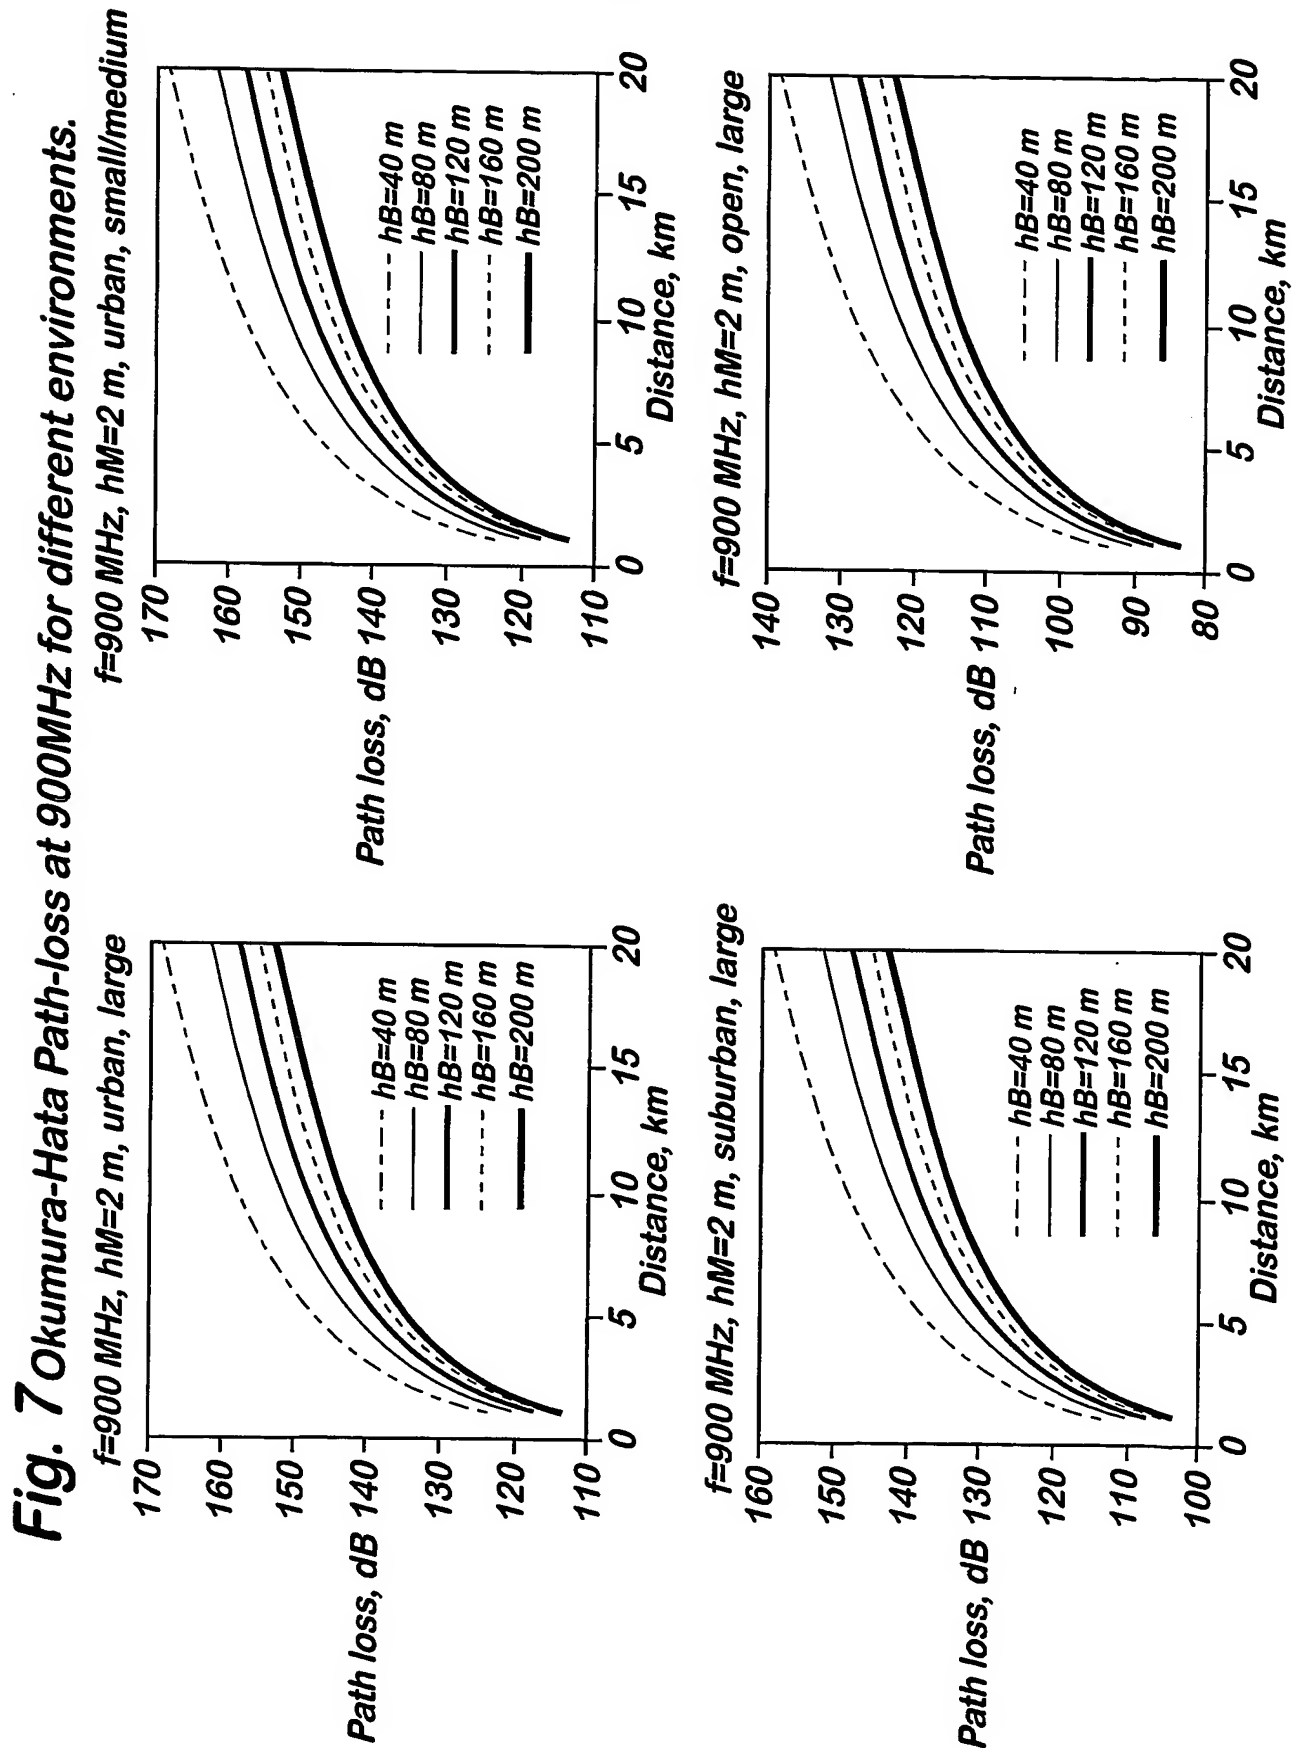 Fig. 7 Okumura-Hata Path-loss at 900MHz for different environments.
f=900 MHz, hM=2 m, urban, large
170
160
150
140
130
120
110
Path loss, dB
0
5
10
15
20
Distance, km
hB=40 m
hB=80 m
hB=120 m
hB=160 m
hB=200 m
f=900 MHz, hM=2 m, urban, small/medium
170
160
150
140
130
120
110
Path loss, dB
0
5
10
15
20
Distance, km
hB=40 m
hB=80 m
hB=120 m
hB=160 m
hB=200 m
f=900 MHz, hM=2 m, suburban, large
160
150
140
130
120
110
100
Path loss, dB
0
5
10
15
20
Distance, km
hB=40 m
hB=80 m
hB=120 m
hB=160 m
hB=200 m
f=900 MHz, hM=2 m, open, large
140
130
120
110
100
90
80
Path loss, dB
0
5
10
15
20
Distance, km
hB=40 m
hB=80 m
hB=120 m
hB=160 m
hB=200 m